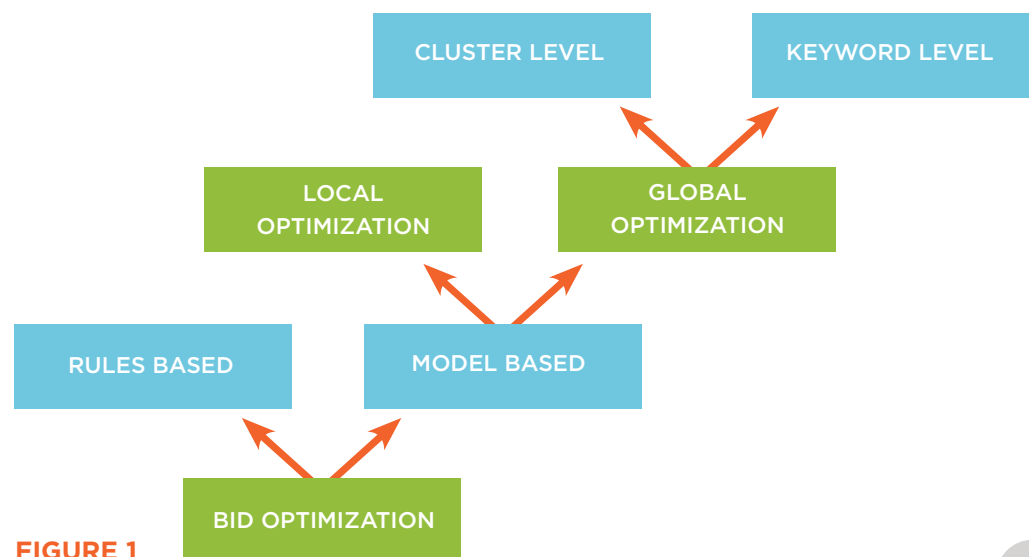 CLUSTER LEVEL
KEYWORD LEVEL
LOCAL
OPTIMIZATION
GLOBAL
OPTIMIZATION
RULES BASED
MODEL BASED
BID OPTIMIZATION
FIGURE 1